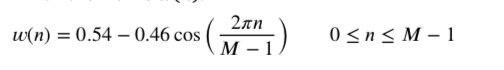 w(n) = 0.54 − 0.46 cos (2πn / M − 1) 0 ≤ n ≤ M − 1